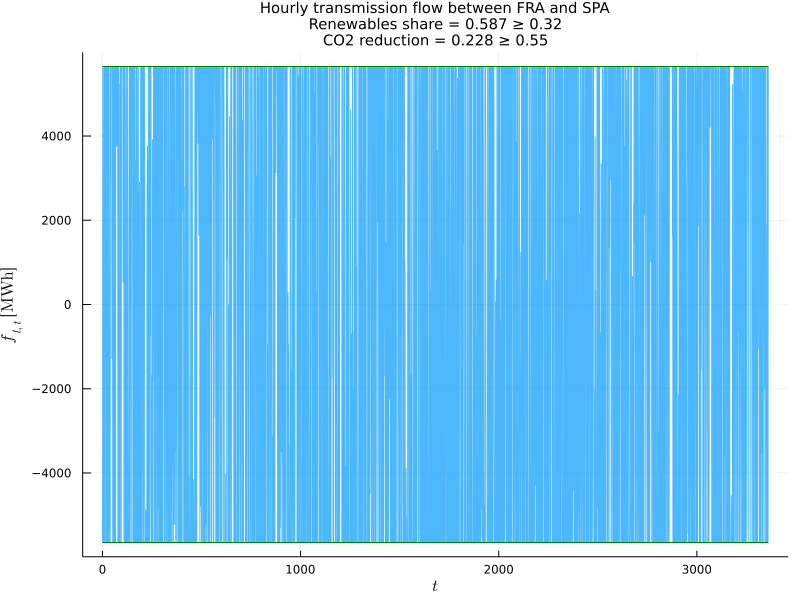 Hourly transmission flow between FRA and SPA
Renewables share = 0.587 ≥ 0.32
CO2 reduction = 0.228 ≥ 0.55
4000
2000
0
−2000
−4000
f l,t [MWh]
0 1000 2000 3000
t